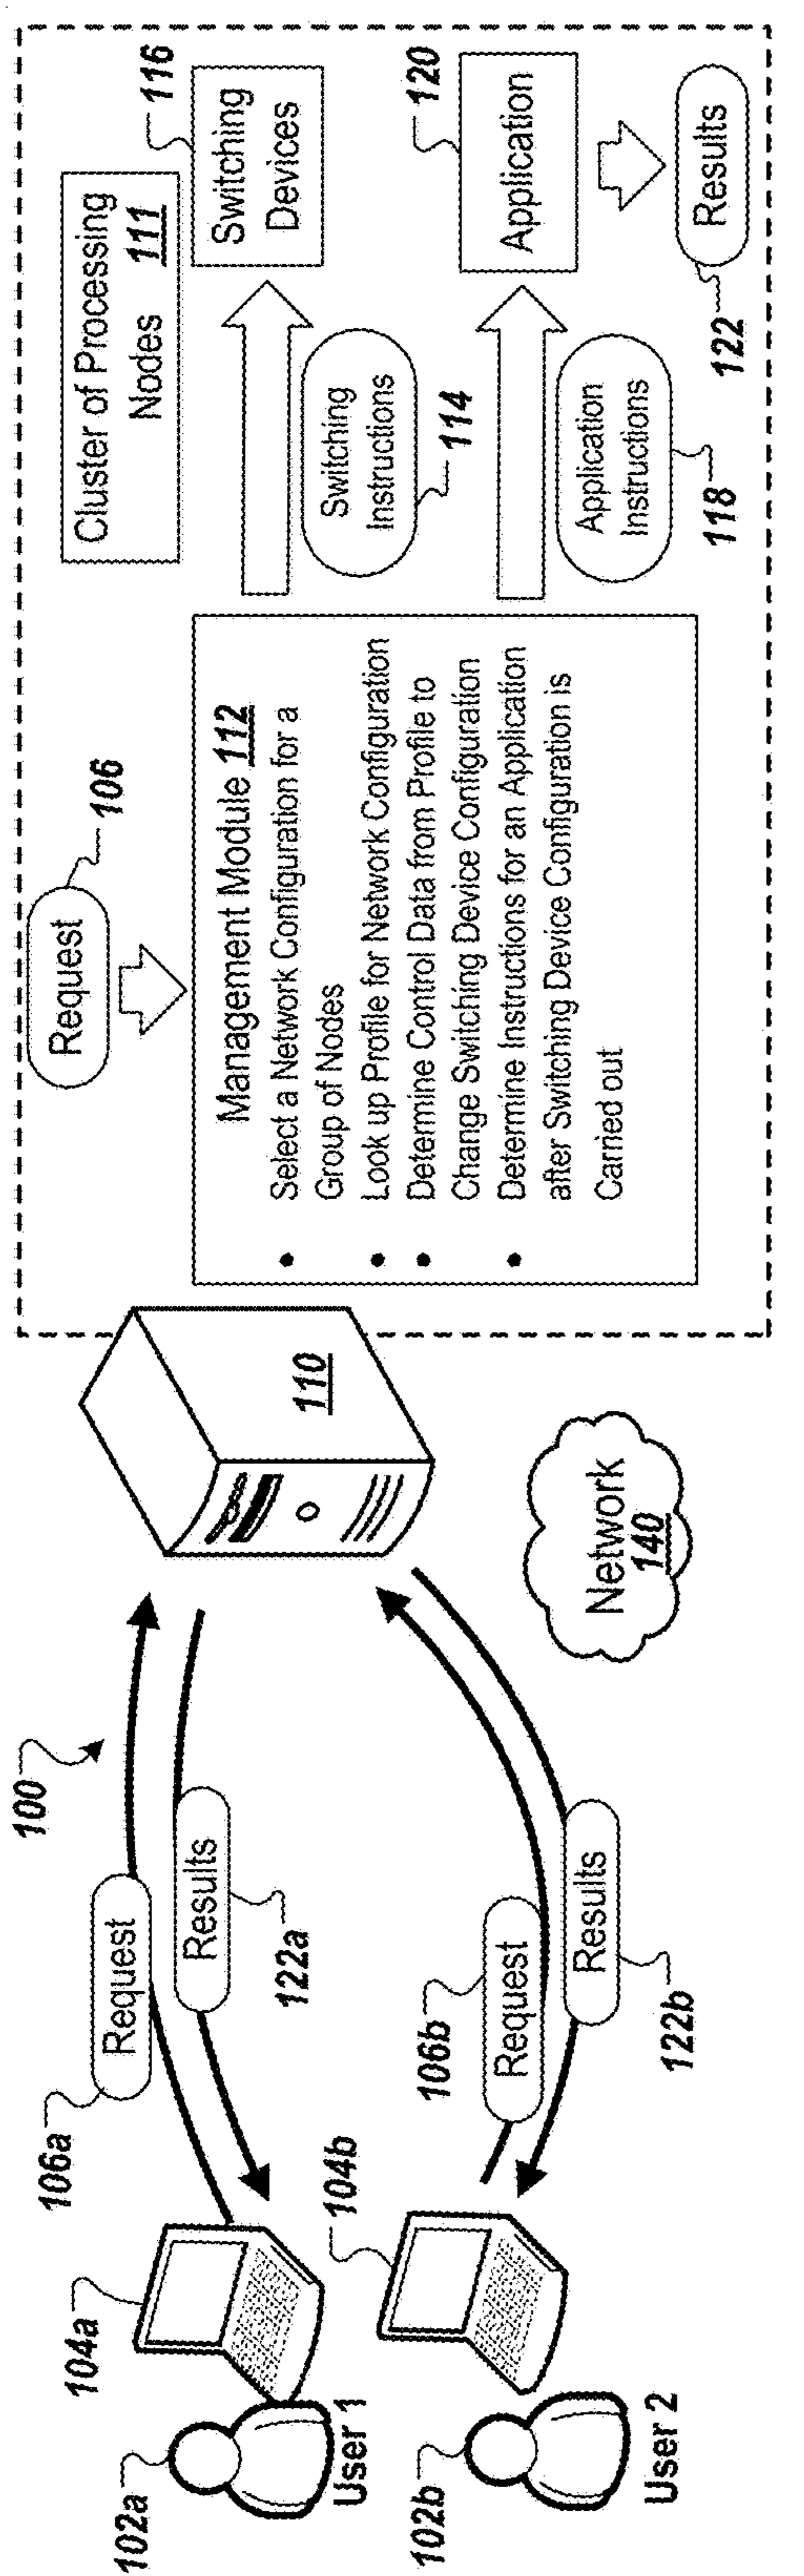 100
102a
User 1
104a
106a
Request
Results
122a
102b
User 2
104b
106b
Request
Results
122b
110
Network
140
Request
106
Management Module 112
• Select a Network Configuration for a
Group of Nodes
• Look up Profile for Network Configuration
• Determine Control Data from Profile to
Change Switching Device Configuration
• Determine Instructions for an Application
after Switching Device Configuration is
Carried out
Cluster of Processing
Nodes 111
Switching
Instructions
114
Switching
Devices
116
Application
Instructions
118
Application
120
Results
122